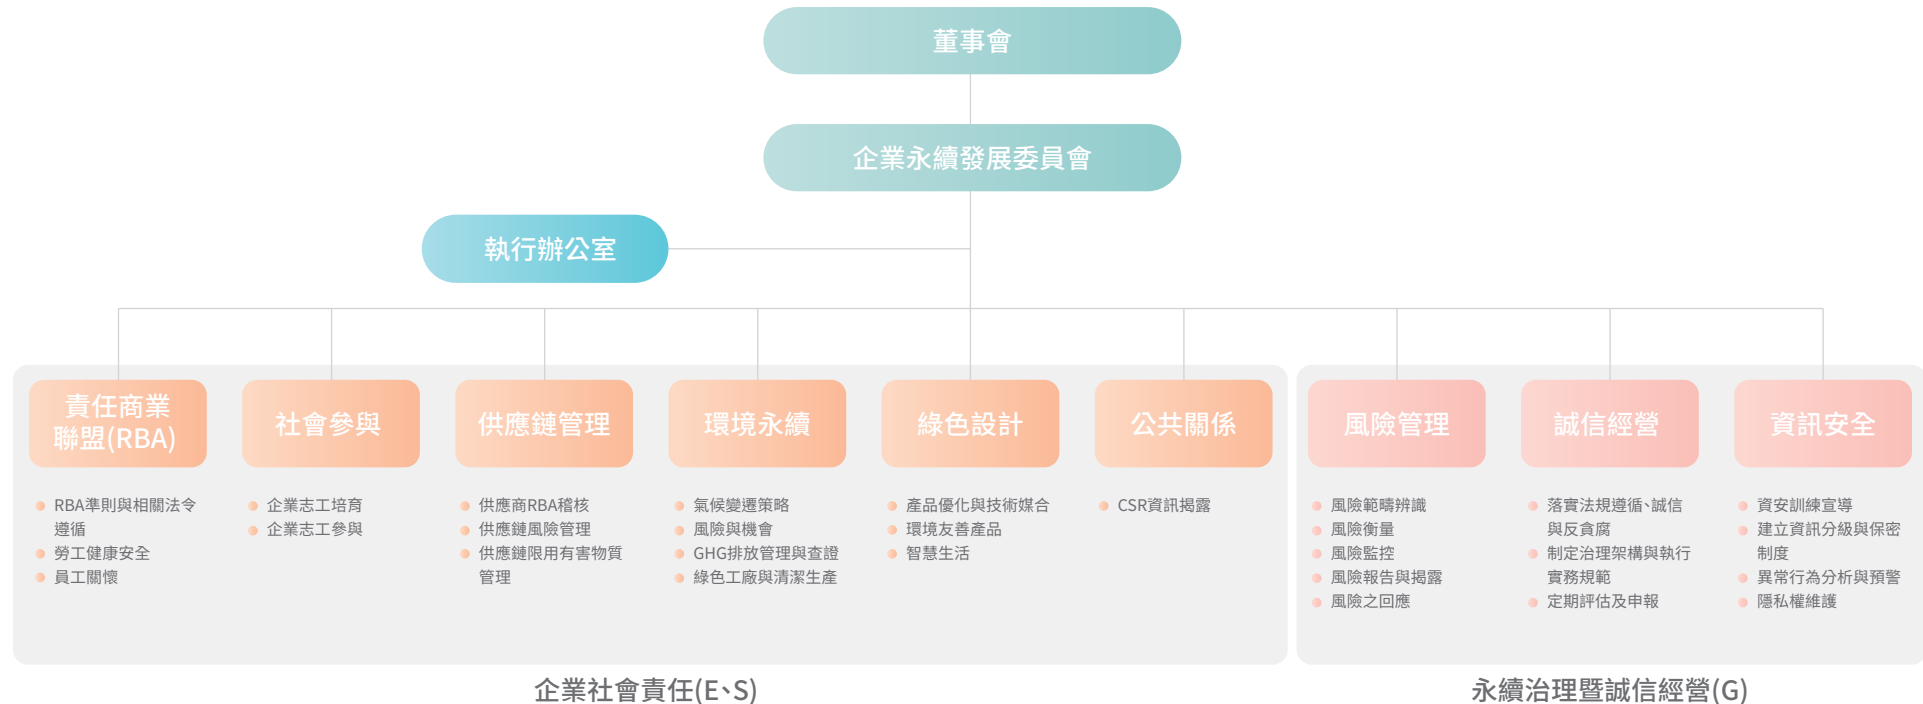 董事會
企業永續發展委員會
執行辦公室
責任商業
聯盟(RBA)
RBA準則與相關法令
遵循
勞工健康安全
員工關懷
社會參與
企業志工培育
企業志工參與
供應鏈管理
供應商RBA稽核
供應鏈風險管理
供應鏈限用有害物質
管理
環境永續
氣候變遷策略
風險與機會
GHG排放管理與查證
綠色工廠與清潔生產
綠色設計
產品優化與技術媒合
環境友善產品
智慧生活
公共關係
CSR資訊揭露
企業社會責任(E、S)
風險管理
風險範疇辨識
風險衡量
風險監控
風險報告與揭露
風險之回應
誠信經營
落實法規遵循、誠信
與反貪腐
制定治理架構與執行
實務規範
定期評估及申報
資訊安全
資安訓練宣導
建立資訊分級與保密
制度
異常行為分析與預警
隱私權維護
永續治理暨誠信經營(G)